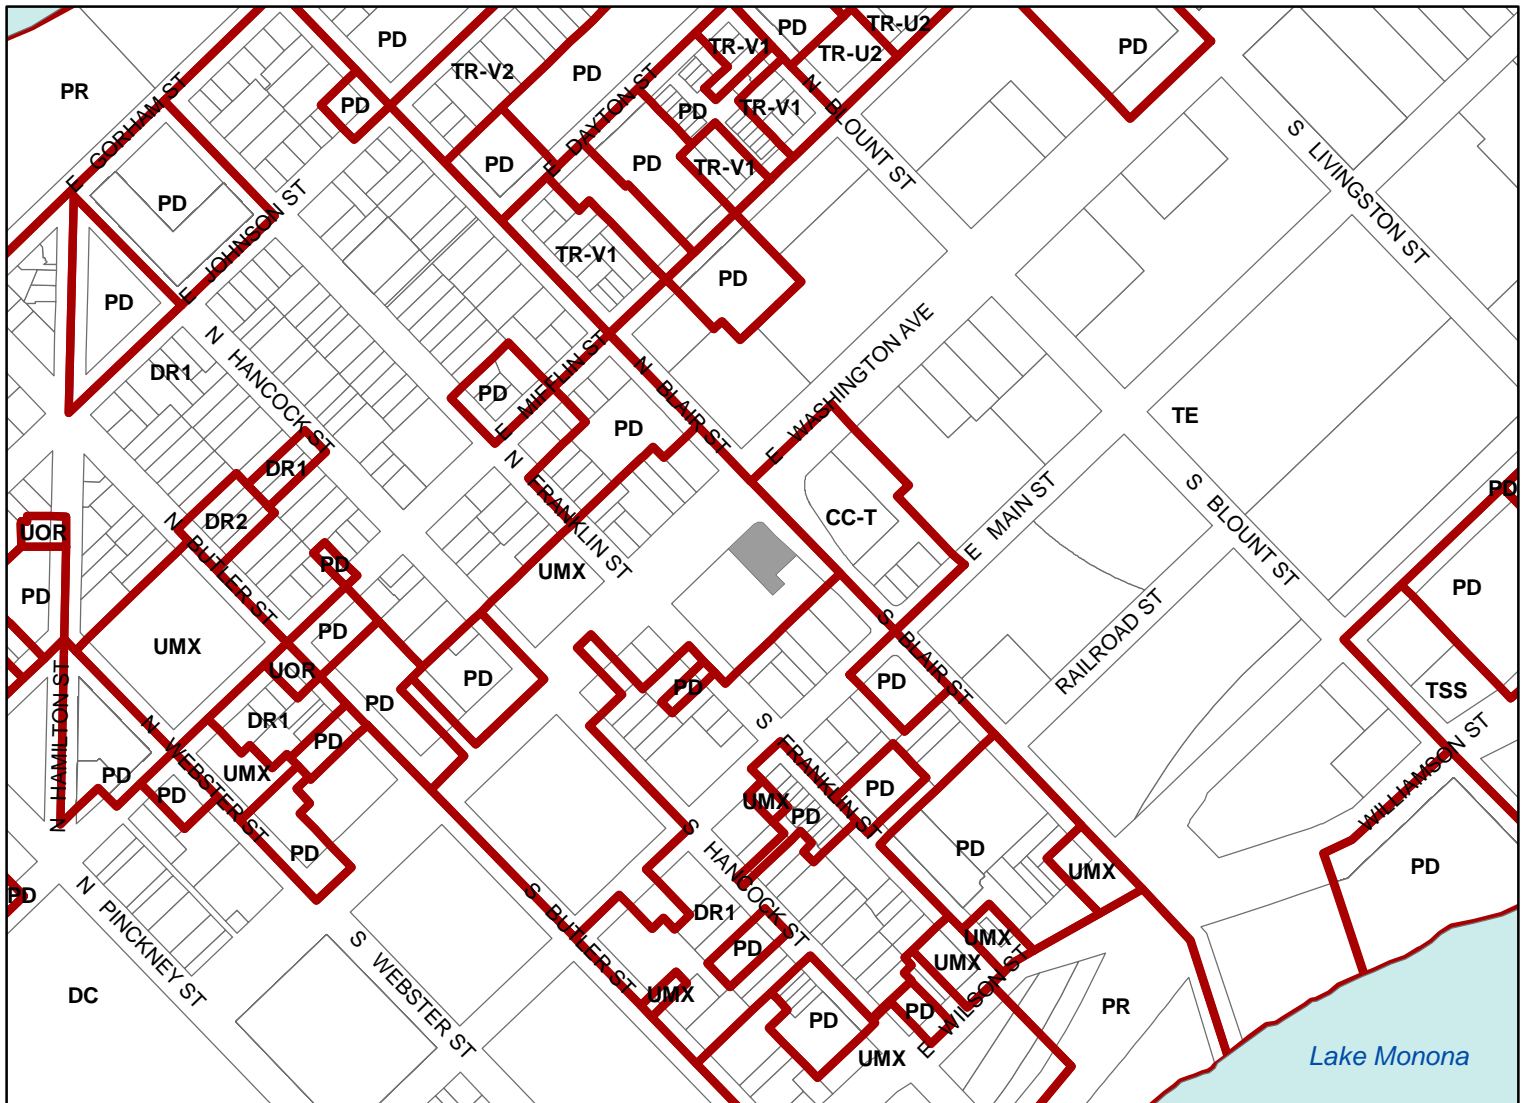 PD
TR-V1
PD
TR-U2
TR-U2
PD
PR
E GORHAM ST
PD
TR-V2
PD
E DAYTON ST
PD
TR-V1
N BLOUNT ST
S LIVINGSTON ST
PD
PD
TR-V1
PD
E JOHNSON ST
TR-V1
PD
PD
N HANCOCK ST
DR1
E MIFFLIN ST
PD
N BLAIR ST
PD
E WASHINGTON AVE
TE
DR1
N FRANKLIN ST
CC-T
E MAIN ST
S BLOUNT ST
PD
UOR
DR2
N BUTLER ST
PD
UMX
PD
PD
UMX
PD
S BLAIR ST
RAILROAD ST
UOR
PD
PD
PD
PD
TSS
N HAMILTON ST
DR1
PD
N WEBSTER ST
UMX
S FRANKLIN ST
WILLIAMSON ST
PD
PD
PD
UMX
PD
PD
PD
UMX
PD
PD
N PINCKNEY ST
S HANCOCK ST
S BUTLER ST
DR1
PD
UMX
UMX
S WEBSTER ST
DC
UMX
PD
PD
E WILSON ST
PR
UMX
Lake Monona